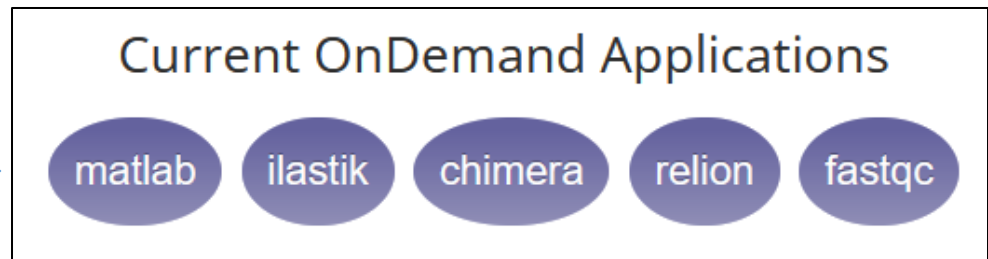 Current OnDemand Applications
matlab ilastik chimera relion fastqc